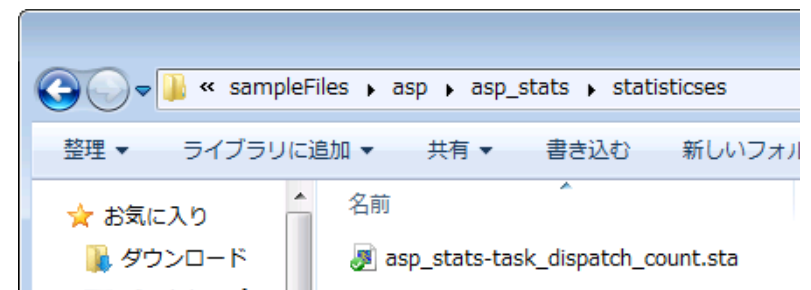 « sampleFiles ▸ asp ▸ asp_stats ▸ statisticses
整理 ▼ ライブラリに追加 ▼ 共有 ▼ 書き込む 新しいフォル
お気に入り 名前
ダウンロード asp_stats-task_dispatch_count.sta